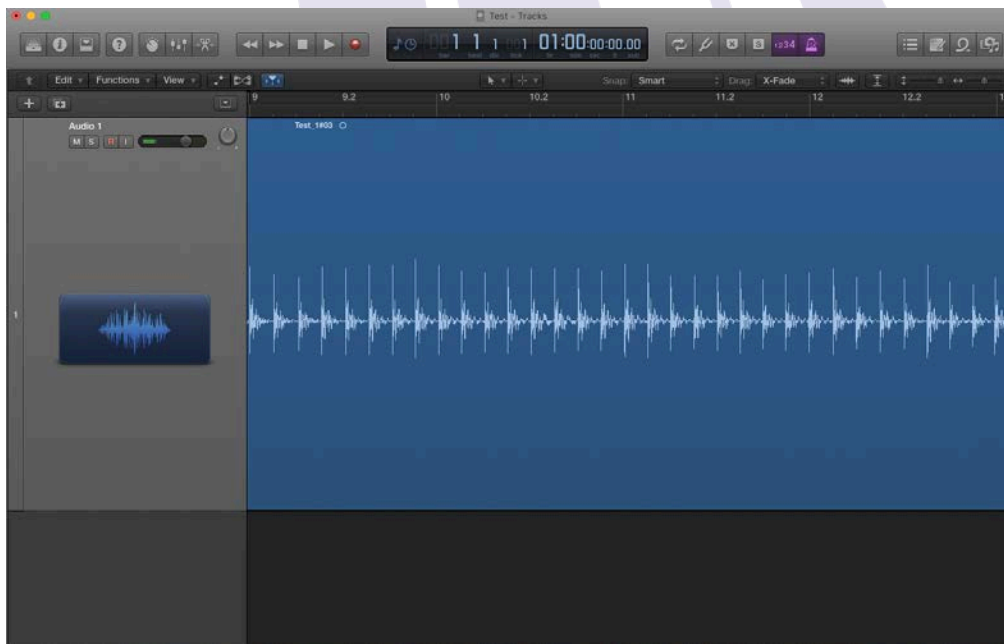 Test - Tracks
1 1 1 1 01:00:00:00.00
1234
Edit Functions View Snap: Smart Drag: X-Fade
9 9.2 10 10.2 11 11.2 12 12.2
Audio 1
M S R I
Test_1#03
1